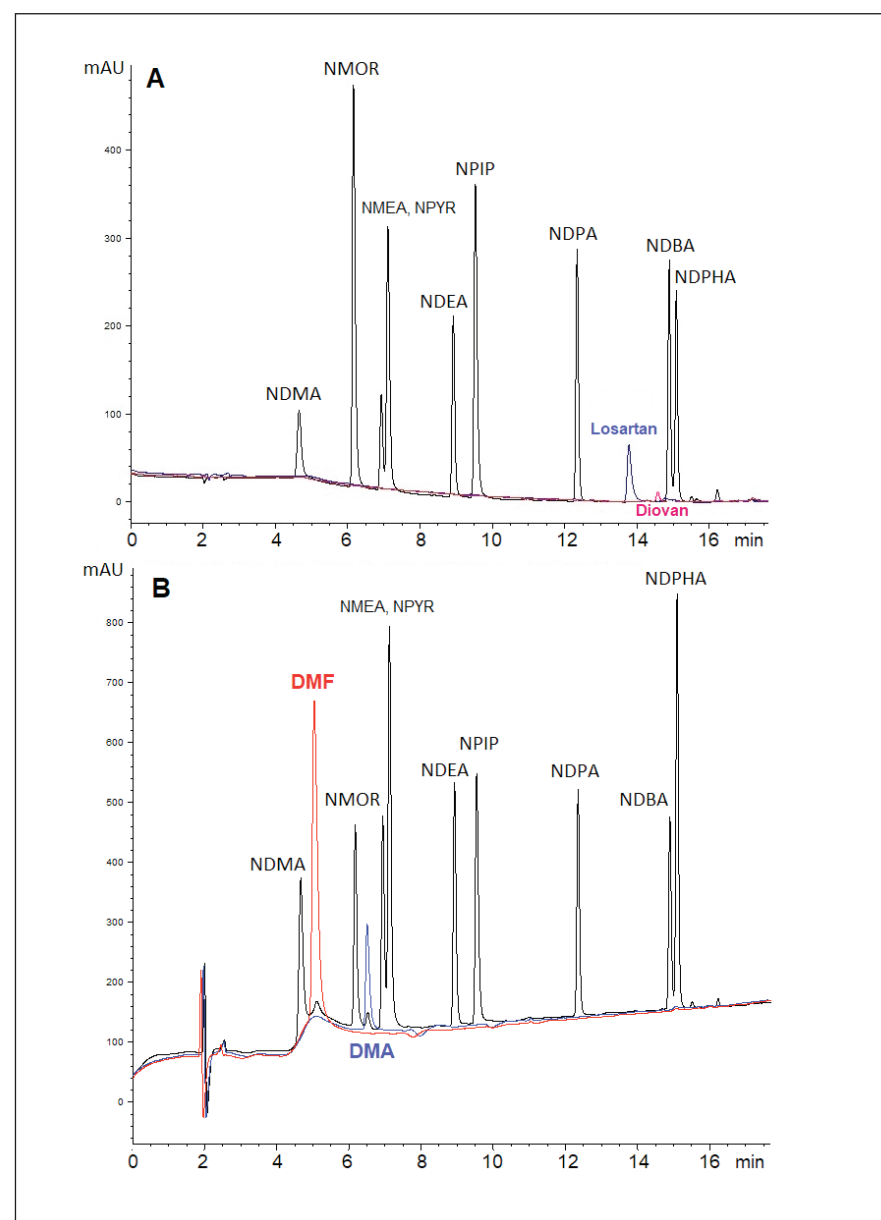 mAU
A
NMOR
NPIP
400
NMEA, NPYR
300
NDPA
NDBA
NDPHA
NDEA
200
NDMA
100
Losartan
0
Diovan
0 2 4 6 8 10 12 14 16 min
mAU
B
NDPHA
NMEA, NPYR
800
DMF
700
NPIP
600
NDEA
NDPA
NMOR
NDBA
500
400
NDMA
300
200
DMA
100
0
0 2 4 6 8 10 12 14 16 min